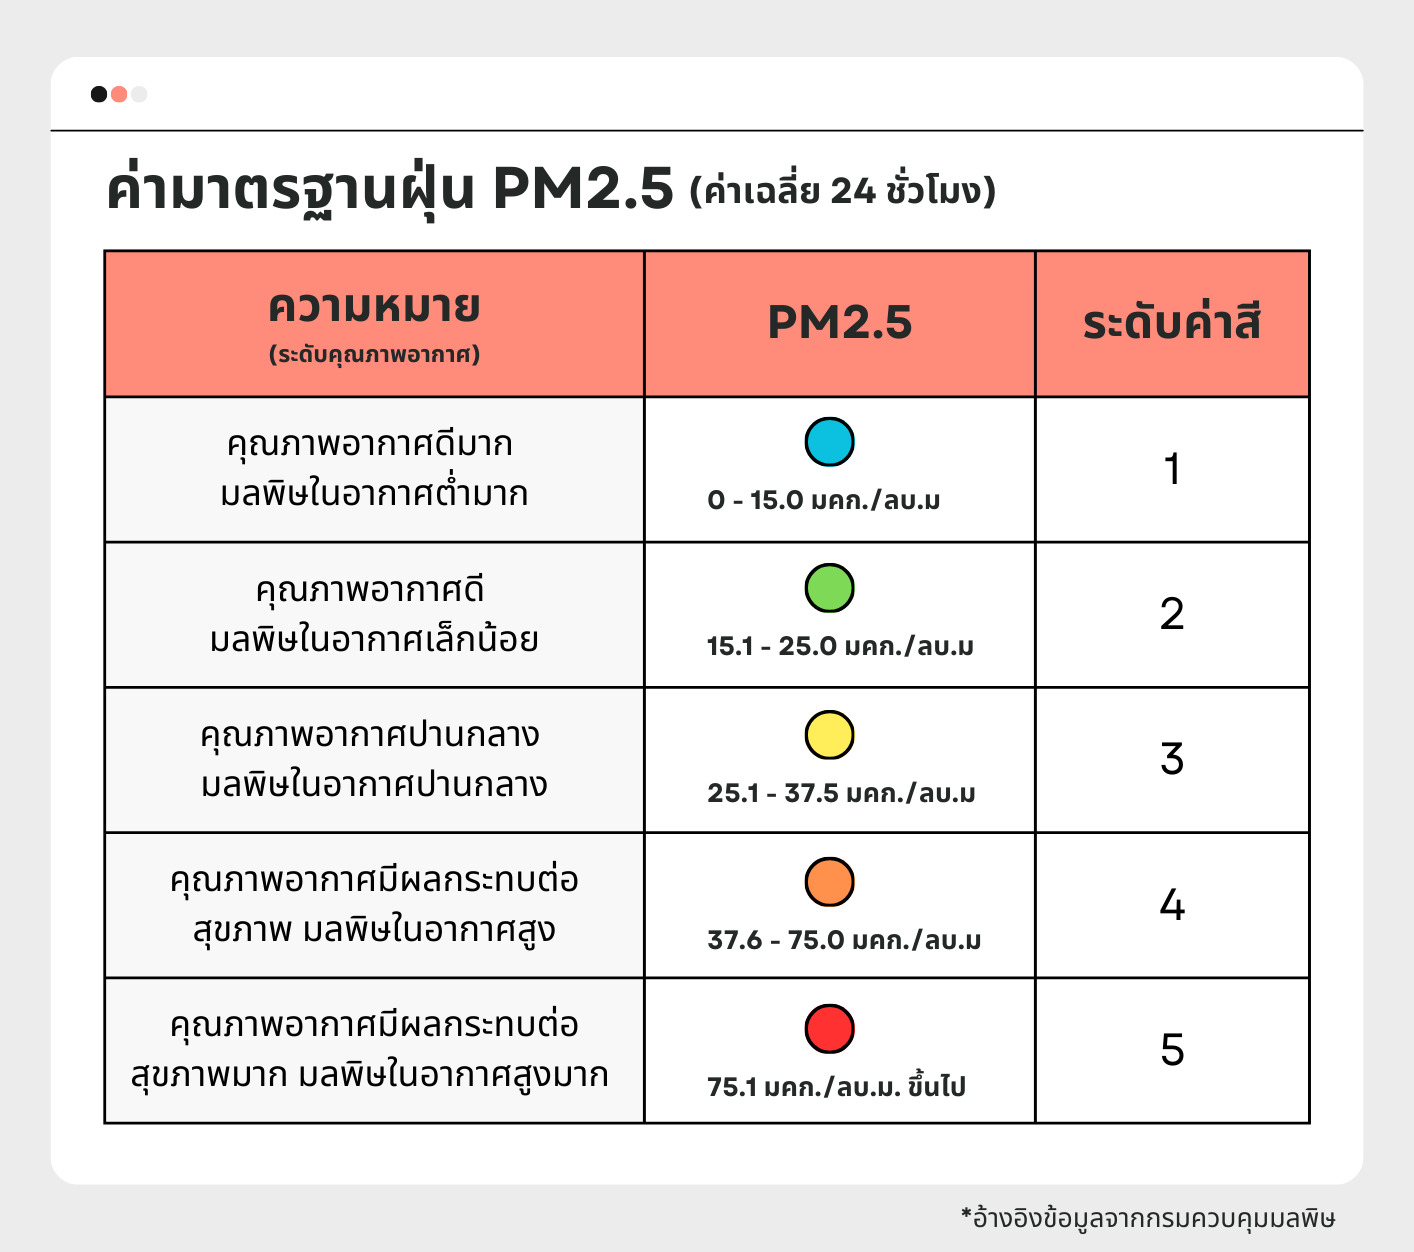 ค่ามาตรฐานฝุ่น PM2.5 (ค่าเฉลี่ย 24 ชั่วโมง)
ความหมาย
(ระดับคุณภาพอากาศ)
PM2.5
ระดับค่าสี
คุณภาพอากาศดีมาก
มลพิษในอากาศต่ำมาก
0 - 15.0 มคก./ลบ.ม
1
คุณภาพอากาศดี
มลพิษในอากาศเล็กน้อย
15.1 - 25.0 มคก./ลบ.ม
2
คุณภาพอากาศปานกลาง
มลพิษในอากาศปานกลาง
25.1 - 37.5 มคก./ลบ.ม
3
คุณภาพอากาศมีผลกระทบต่อ
สุขภาพ มลพิษในอากาศสูง
37.6 - 75.0 มคก./ลบ.ม
4
คุณภาพอากาศมีผลกระทบต่อ
สุขภาพมาก มลพิษในอากาศสูงมาก
75.1 มคก./ลบ.ม. ขึ้นไป
5
*อ้างอิงข้อมูลจากกรมควบคุมมลพิษ